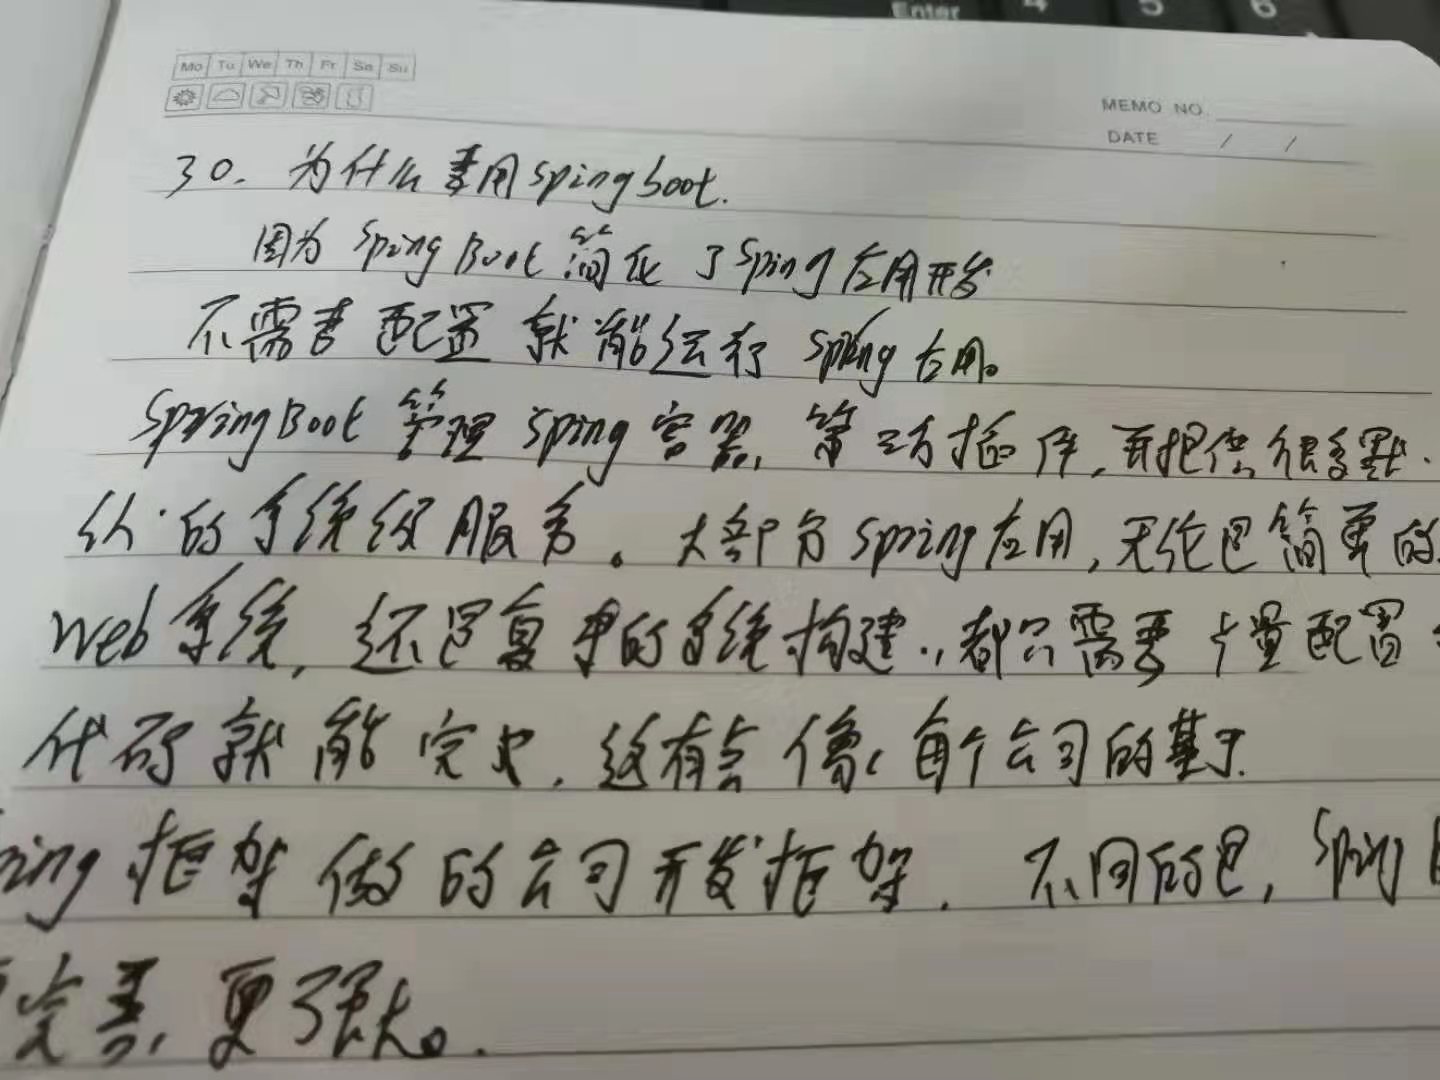 Enter 4 5 6
Mo Tu We Th Fr Sa Su
MEMO NO.
DATE / /
30. 为什么要用Spingboot.
因为 Spring Boot 简化了Sping应用开发
不需要配置就能运行 Spring 应用。
SpringBoot 管理 Sping容器, 第三方插件, 并提供很多默
认的系统级服务。大部分Spring应用, 无论是简单的
Web系统, 还是复杂的系统构建, 都只需要少量配置
代码就能完成, 这有点像, 每个公司的基于
ring 框架做的公司开发框架. 不同的是, Spring B
完善, 更强大。